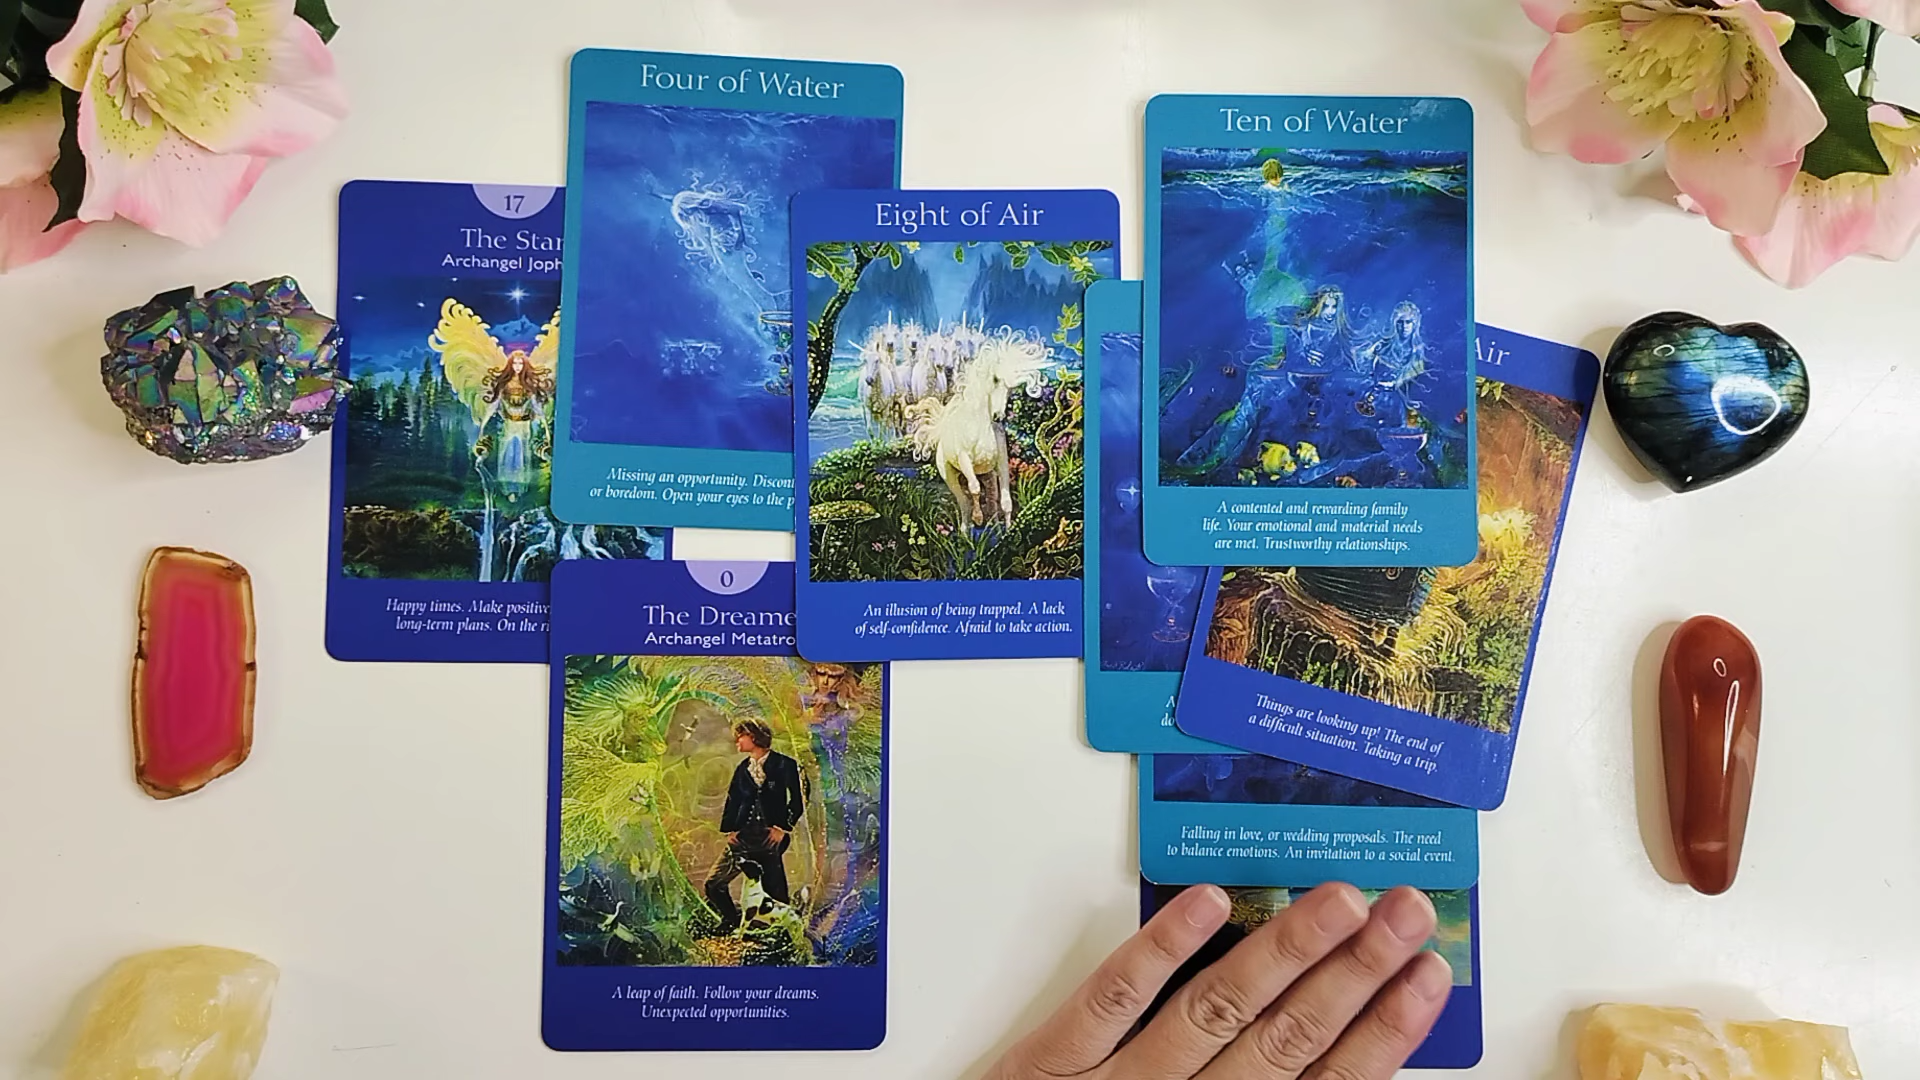 17
The Star
Archangel Joph
Happy times. Make positive
long-term plans. On the
Four of Water
Missing an opportunity. Discont
or boredom. Open your eyes to the
0
The Dreame
Archangel Metatro
A leap of faith. Follow your dreams.
Unexpected opportunities.
Eight of Air
An illusion of being trapped. A lack
of self-confidence. Afraid to take action.
Ten of Water
A contented and rewarding family
life. Your emotional and material needs
are met. Trustworthy relationships.
Air
Things are looking up! The end of
a difficult situation. Taking a trip.
A
do
Falling in love, or wedding proposals. The need
to balance emotions. An invitation to a social event.